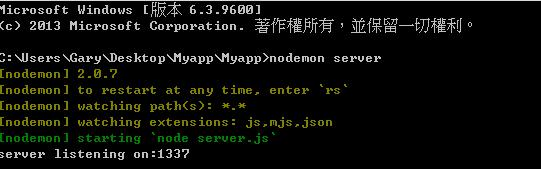 Microsoft Windows [版本 6.3.9600]
(c) 2013 Microsoft Corporation. 著作權所有，並保留一切權利。
C:\Users\Gary\Desktop\Myapp\Myapp>nodemon server
[nodemon] 2.0.7
[nodemon] to restart at any time, enter `rs`
[nodemon] watching path(s): *.*
[nodemon] watching extensions: js,mjs,json
[nodemon] starting `node server.js`
server listening on:1337